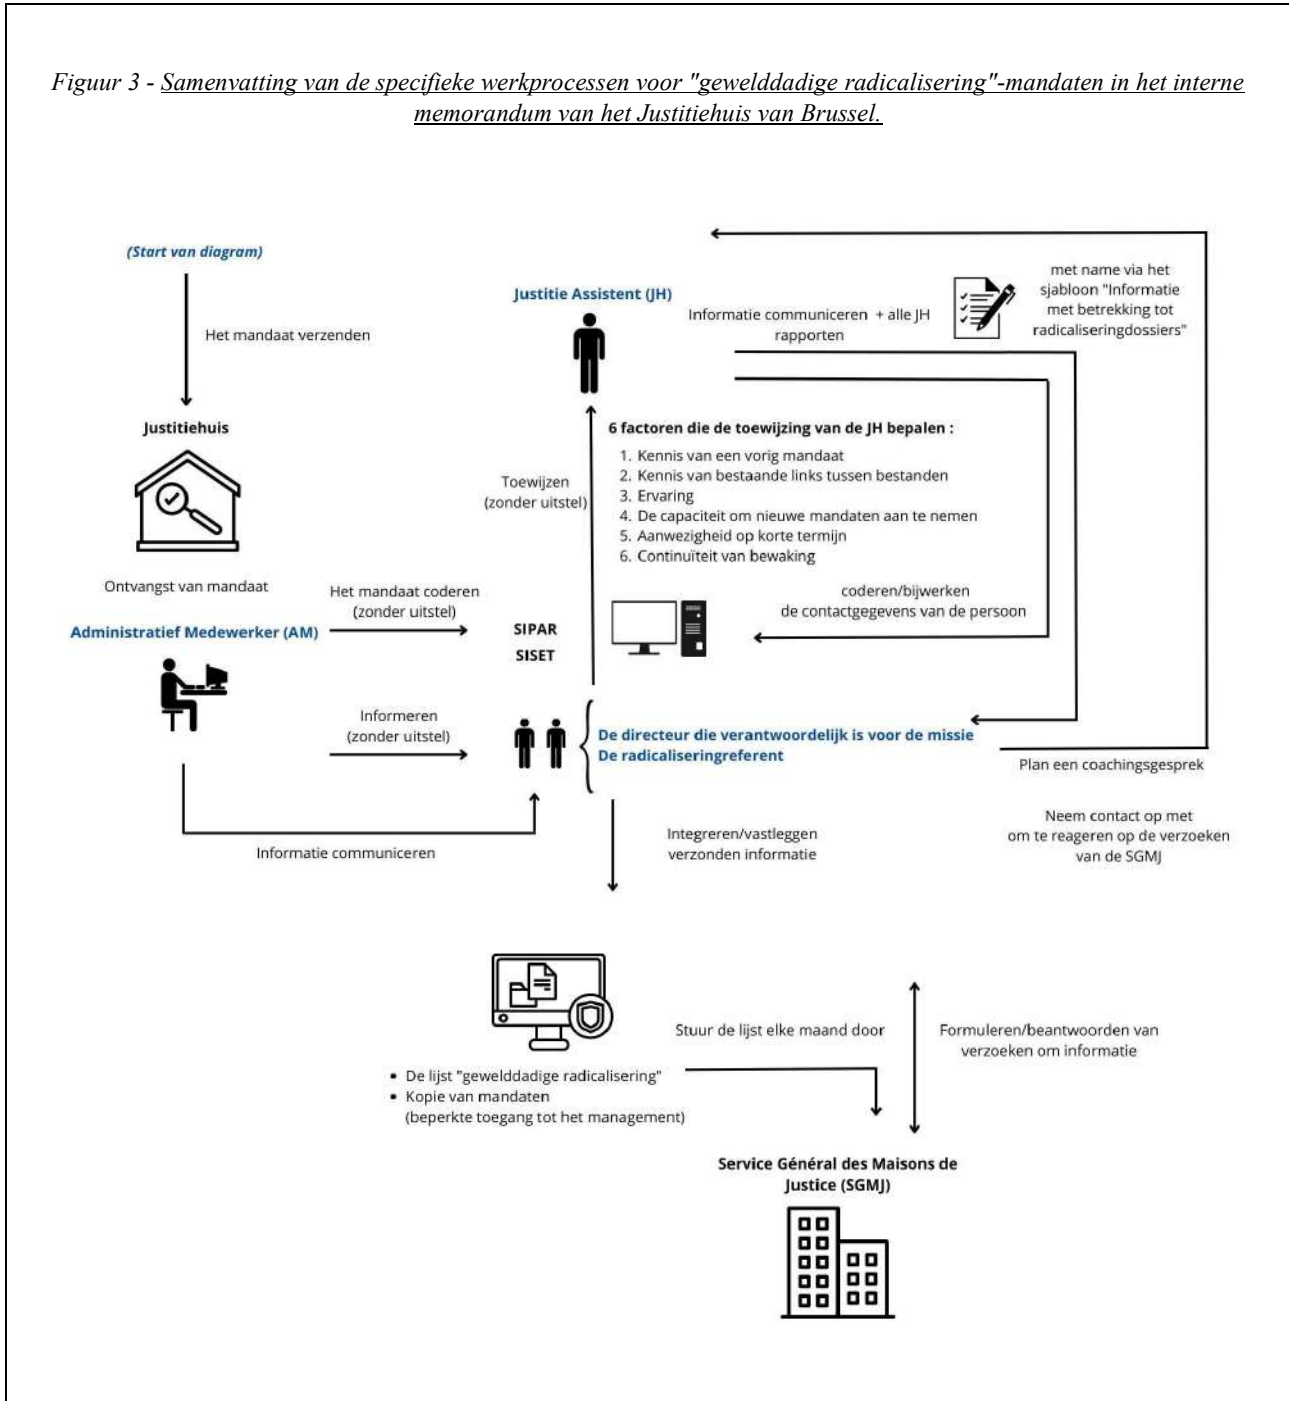 Figuur 3 - Samenvatting van de specifieke werkprocessen voor "gewelddadige radicalisering"-mandaten in het interne
memorandum van het Justitiehuis van Brussel.
(Start van diagram)
Het mandaat verzenden
Justitiehuis
Ontvangst van mandaat
Administratief Medewerker (AM)
Het mandaat coderen
(zonder uitstel)
SIPAR
SISET
Informeren
(zonder uitstel)
Informatie communiceren
Justitie Assistent (JH)
Informatie communiceren + alle JH
rapporten
met name via het
sjabloon "Informatie
met betrekking tot
radicaliseringdossiers"
Toewijzen
(zonder uitstel)
6 factoren die de toewijzing van de JH bepalen :
1. Kennis van een vorig mandaat
2. Kennis van bestaande links tussen bestanden
3. Ervaring
4. De capaciteit om nieuwe mandaten aan te nemen
5. Aanwezigheid op korte termijn
6. Continuïteit van bewaking
coderen/bijwerken
de contactgegevens van de persoon
De directeur die verantwoordelijk is voor de missie
De radicaliseringreferent
Plan een coachingsgesprek
Neem contact op met
om te reageren op de verzoeken
van de SGMJ
Integreren/vastleggen
verzonden informatie
• De lijst "gewelddadige radicalisering"
• Kopie van mandaten
(beperkte toegang tot het management)
Stuur de lijst elke maand door
Formuleren/beantwoorden van
verzoeken om informatie
Service Général des Maisons de
Justice (SGMJ)